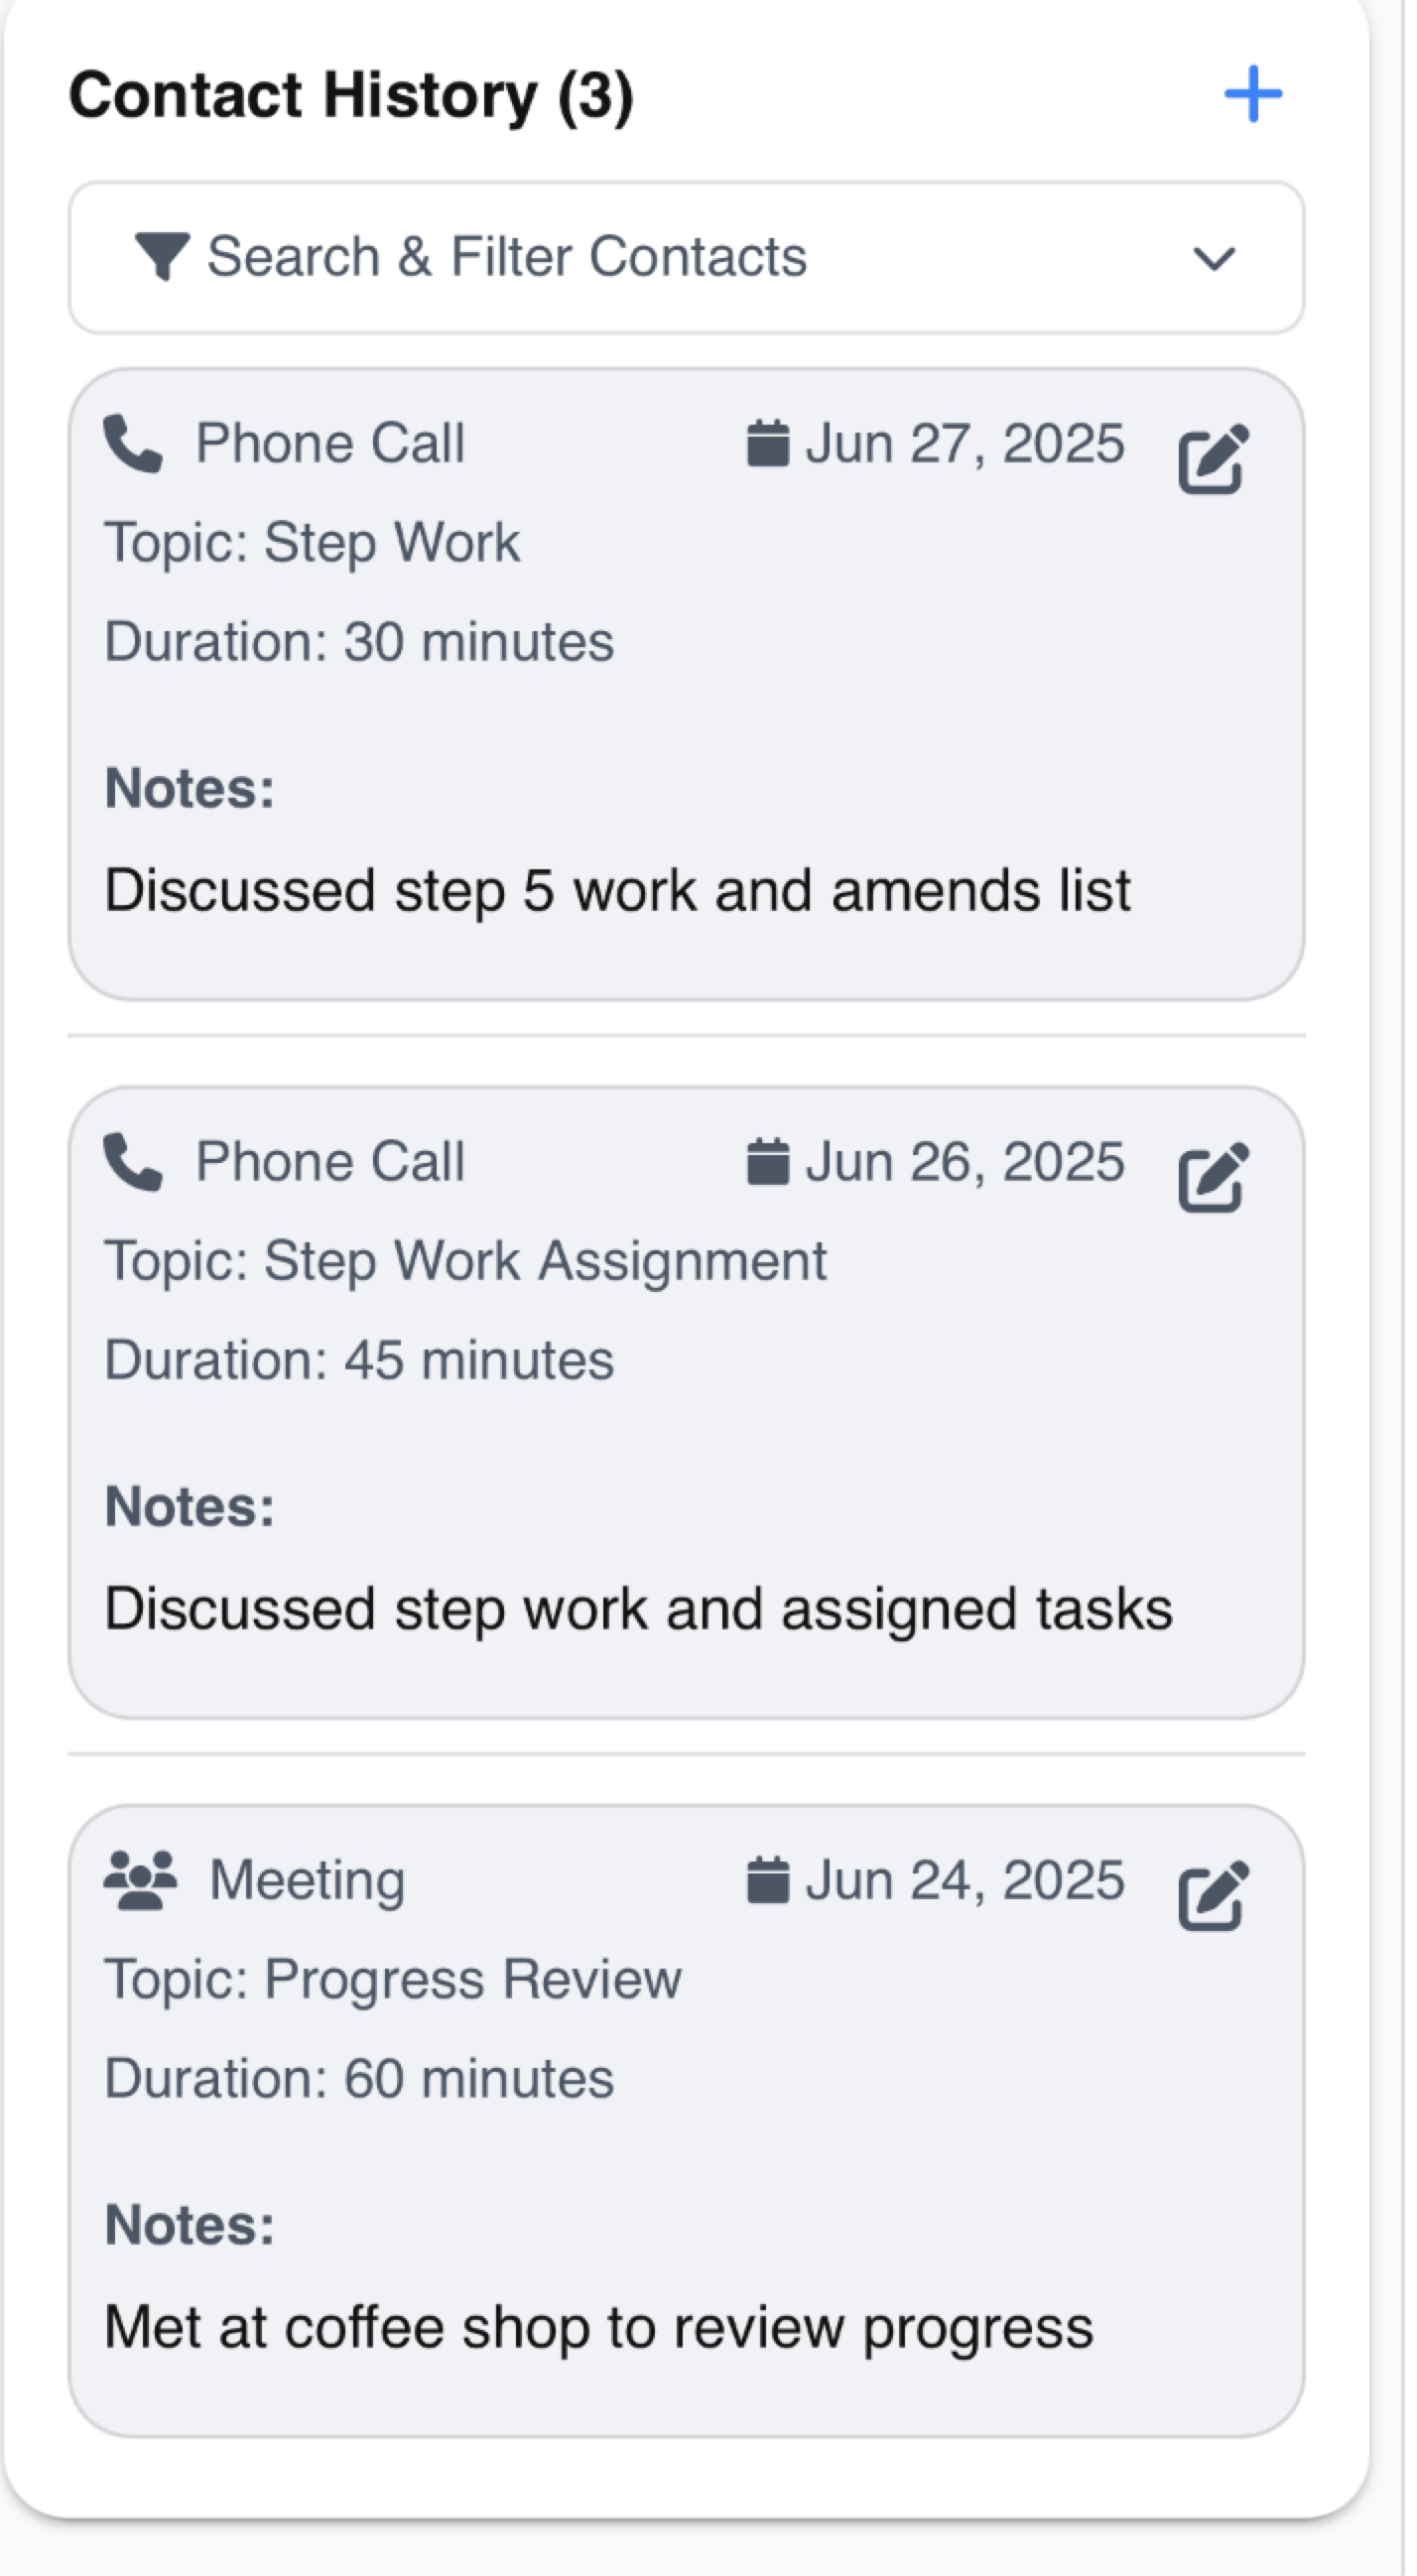 Contact History (3)
Search & Filter Contacts
Phone Call Jun 27, 2025
Topic: Step Work
Duration: 30 minutes
Notes:
Discussed step 5 work and amends list
Phone Call Jun 26, 2025
Topic: Step Work Assignment
Duration: 45 minutes
Notes:
Discussed step work and assigned tasks
Meeting Jun 24, 2025
Topic: Progress Review
Duration: 60 minutes
Notes:
Met at coffee shop to review progress